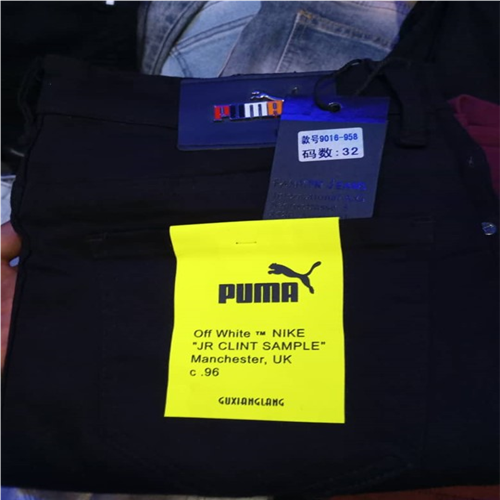 PUMA
款号9016-958
码数:32
PUMA
Off White ™ NIKE
"JR CLINT SAMPLE"
Manchester, UK
c .96
GUXIANGLANG